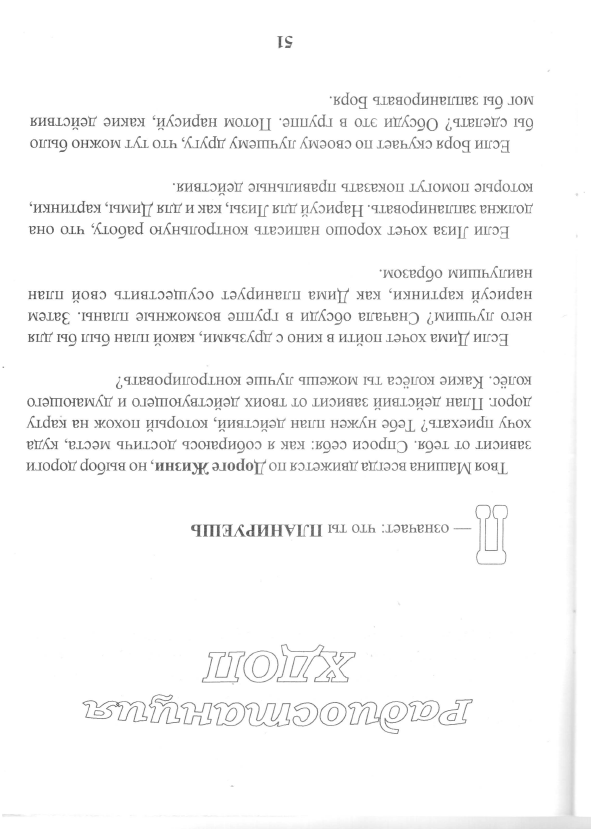 Радиостанция
ХДОП
П — означает: что ты ПЛАНИРУЕШЬ
Твоя Машина всегда движется по Дороге Жизни, но выбор дороги
зависит от тебя. Спроси себя: как я собираюсь достичь места, куда
хочу приехать? Тебе нужен план действий, который похож на карту
дорог. План действий зависит от твоих действующего и думающего
колёс. Какие колёса ты можешь лучше контролировать?
Если Дима хочет пойти в кино с друзьями, какой план был бы для
него лучшим? Сначала обсуди в группе возможные планы. Затем
нарисуй картинки, как Дима планирует осуществить свой план
наилучшим образом.
Если Лиза хочет хорошо написать контрольную работу, что она
должна запланировать. Нарисуй для Лизы, как и для Димы, картинки,
которые помогут показать правильные действия.
Если Боря скучает по своему лучшему другу, что тут можно было
бы сделать? Обсуди это в группе. Потом нарисуй, какие действия
мог бы запланировать Боря.
51